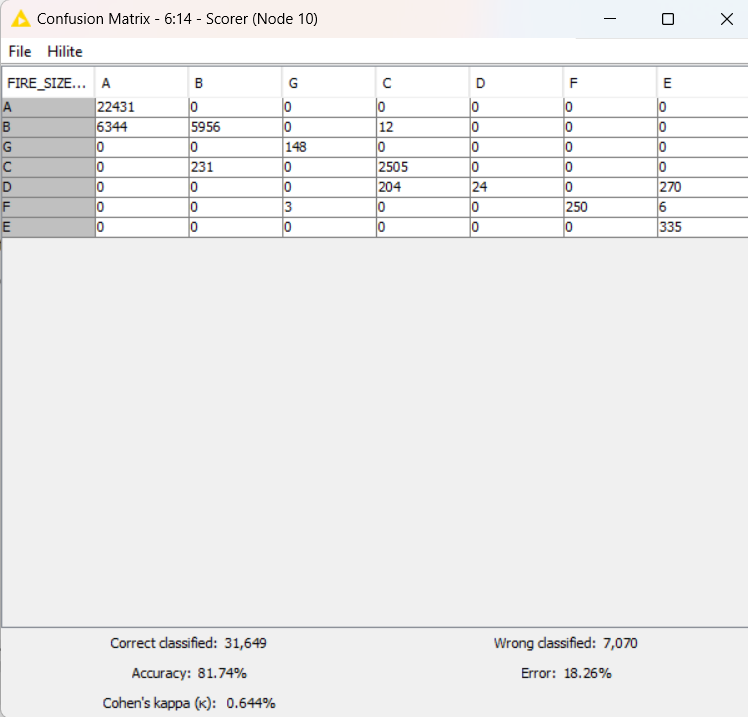 Confusion Matrix - 6:14 - Scorer (Node 10)
File Hilite
FIRE_SIZE... A B G C D F E
A 22431 0 0 0 0 0 0
B 6344 5956 0 12 0 0 0
G 0 0 148 0 0 0 0
C 0 231 0 2505 0 0 0
D 0 0 0 204 24 0 270
F 0 0 3 0 0 250 6
E 0 0 0 0 0 0 335
Correct classified: 31,649 Wrong classified: 7,070
Accuracy: 81.74% Error: 18.26%
Cohen's kappa (κ): 0.644%